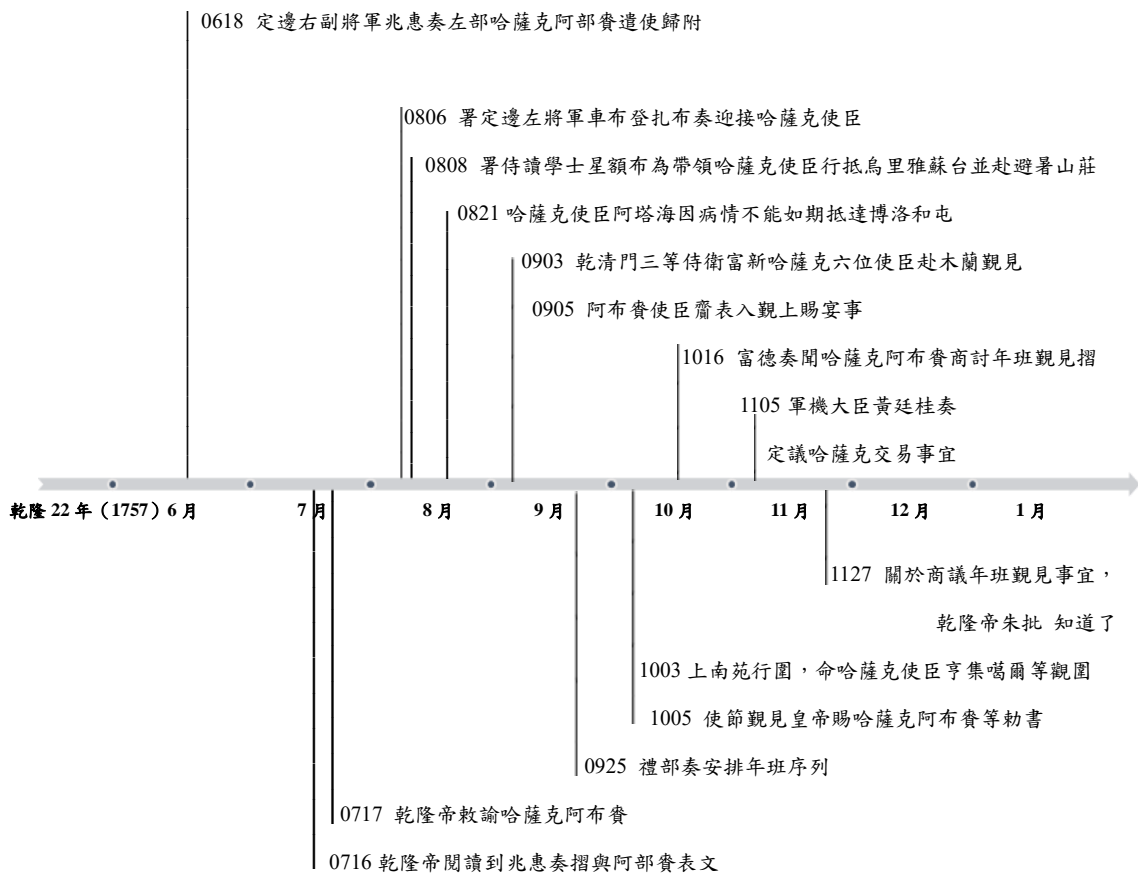 0618 定邊右副將軍兆惠奏左部哈薩克阿部賚遣使歸附
0806 署定邊左將軍車布登扎布奏迎接哈薩克使臣
0808 署侍讀學士星額布為帶領哈薩克使臣行抵烏里雅蘇台並赴避暑山莊
0821 哈薩克使臣阿塔海因病情不能如期抵達博洛和屯
0903 乾清門三等侍衛富新哈薩克六位使臣赴木蘭觀見
0905 阿布賚使臣齎表入覲上賜宴事
1016 富德奏聞哈薩克阿布賚商討年班覲見摺
1105 軍機大臣黃廷桂奏
定議哈薩克交易事宜
乾隆 22 年（1757）6 月 7 月 8 月 9 月 10 月 11 月 12 月 1 月
1127 關於商議年班覲見事宜，
乾隆帝朱批 知道了
1003 上南苑行圍，命哈薩克使臣亨集噶爾等觀圍
1005 使節覲見皇帝賜哈薩克阿布賚等勅書
0925 禮部奏安排年班序列
0717 乾隆帝敕諭哈薩克阿布賚
0716 乾隆帝閱讀到兆惠奏摺與阿部賚表文